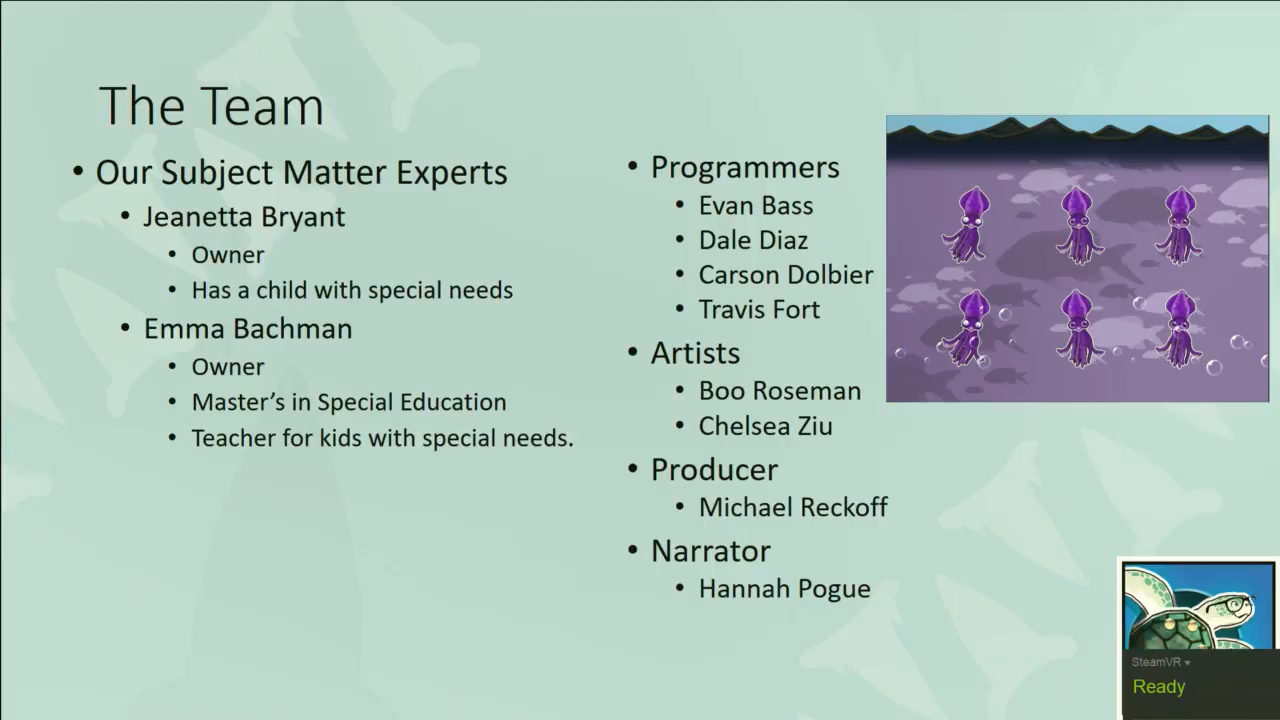 The Team
• Our Subject Matter Experts
• Jeanetta Bryant
• Owner
• Has a child with special needs
• Emma Bachman
• Owner
• Master's in Special Education
• Teacher for kids with special needs.
• Programmers
• Evan Bass
• Dale Diaz
• Carson Dolbier
• Travis Fort
• Artists
• Boo Roseman
• Chelsea Ziu
• Producer
• Michael Reckoff
• Narrator
• Hannah Pogue
SteamVR ▾
Ready